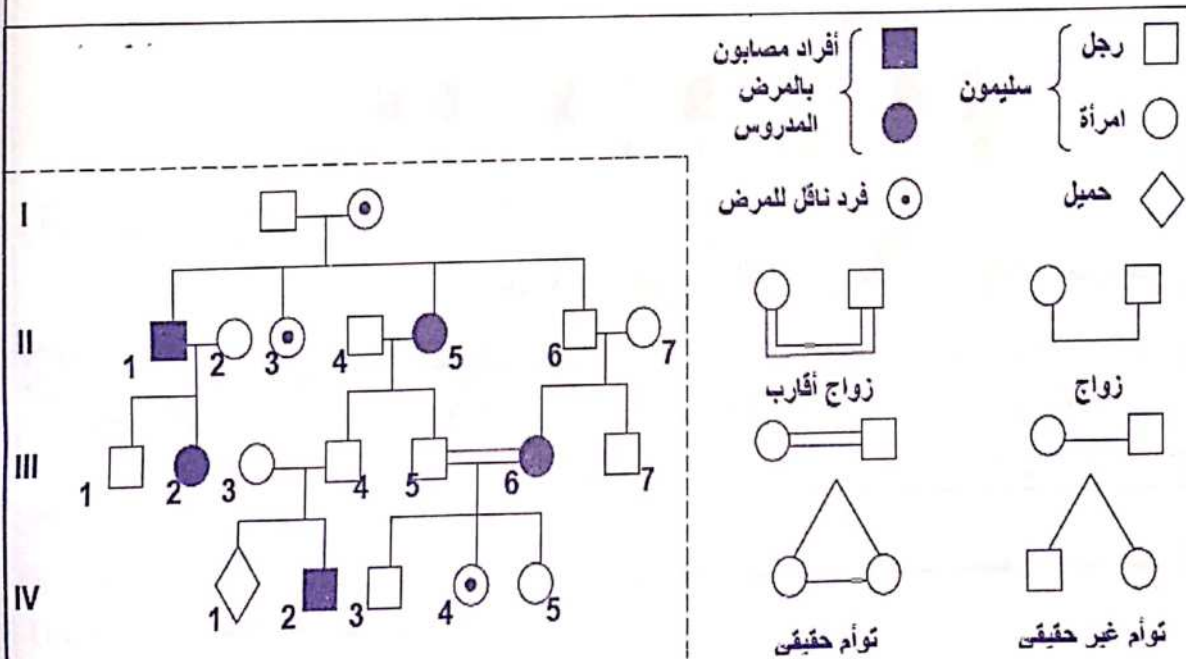 رجل
امرأة
سليمون
أفراد مصابون
بالمرض
المدروس
حميل
فرد ناقل للمرض
زواج
زواج أقارب
توأم غير حقيقي
توأم حقيقي
I
II
1 2 3 4 5 6 7
III
1 2 3 4 5 6 7
IV
1 2 3 4 5